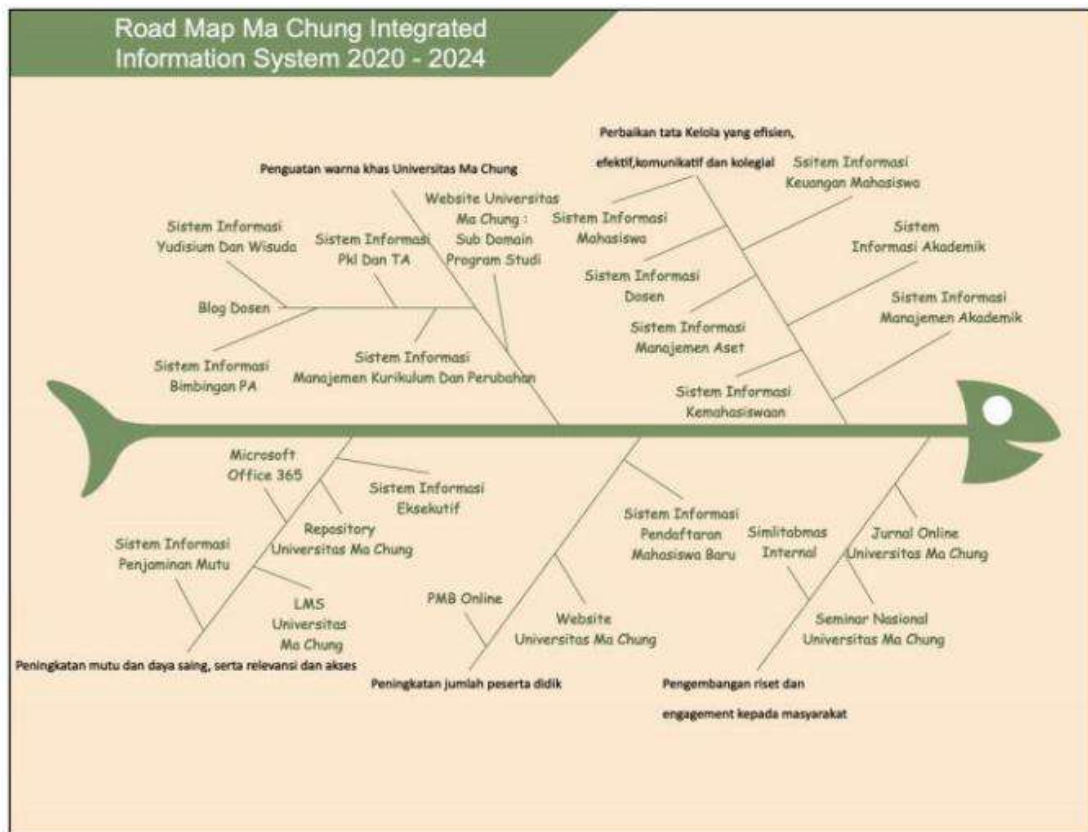 Road Map Ma Chung Integrated
Information System 2020 - 2024
Penguatan warna khas Universitas Ma Chung
Sistem Informasi
Yudisium Dan Wisuda
Sistem Informasi
Pkl Dan TA
Website Universitas
Ma Chung :
Sub Domain
Program Studi
Blog Dosen
Sistem Informasi
Bimbingan PA
Sistem Informasi
Manajemen Kurikulum Dan Perubahan
Perbaikan tata Kelola yang efisien,
efektif,komunikatif dan kolegial
Ssitem Informasi
Keuangan Mahasiswa
Sistem Informasi
Mahasiswa
Sistem
Informasi Akademik
Sistem Informasi
Dosen
Sistem Informasi
Manajemen Akademik
Sistem Informasi
Manajemen Aset
Sistem Informasi
Kemahasiswaan
Microsoft
Office 365
Sistem Informasi
Eksekutif
Repository
Universitas Ma Chung
Sistem Informasi
Penjaminan Mutu
LMS
Universitas
Ma Chung
Peningkatan mutu dan daya saing, serta relevansi dan akses
Sistem Informasi
Pendaftaran
Mahasiswa Baru
PMB Online
Website
Universitas Ma Chung
Peningkatan jumlah peserta didik
Simlitabmas
Internal
Jurnal Online
Universitas Ma Chung
Seminar Nasional
Universitas Ma Chung
Pengembangan riset dan
engagement kepada masyarakat